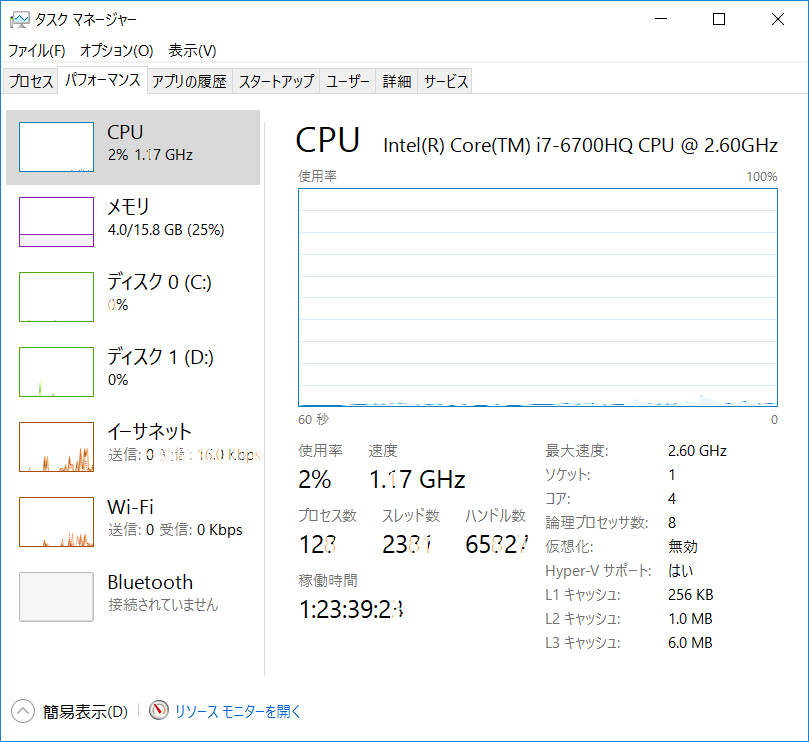 タスク マネージャー
ファイル(F) オプション(O) 表示(V)
プロセス パフォーマンス アプリの履歴 スタートアップ ユーザー 詳細 サービス
CPU
2% 1.17 GHz
メモリ
4.0/15.8 GB (25%)
ディスク 0 (C:)
0%
ディスク 1 (D:)
0%
イーサネット
送信: 0 受信: 16.0 Kbps
Wi-Fi
送信: 0 受信: 0 Kbps
Bluetooth
接続されていません
CPU Intel(R) Core(TM) i7-6700HQ CPU @ 2.60GHz
使用率 100%
60 秒 0
使用率 速度
2% 1.17 GHz
プロセス数 スレッド数 ハンドル数
稼働時間
最大速度: 2.60 GHz
ソケット: 1
コア: 4
論理プロセッサ数: 8
仮想化: 無効
Hyper-V サポート: はい
L1 キャッシュ: 256 KB
L2 キャッシュ: 1.0 MB
L3 キャッシュ: 6.0 MB
簡易表示(D) リソース モニターを開く